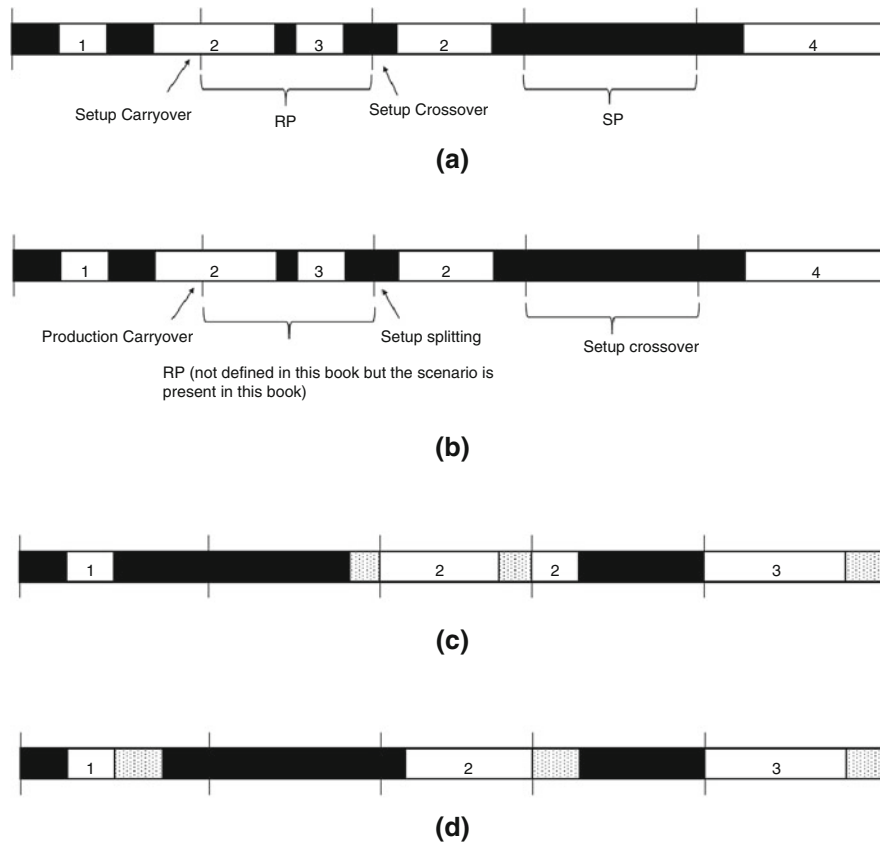 1 2 3 2 4
Setup Carryover RP Setup Crossover SP
(a)
1 2 3 2 4
Production Carryover Setup splitting Setup crossover
RP (not defined in this book but the scenario is
present in this book)
(b)
1 2 2 3
(c)
1 2 3
(d)